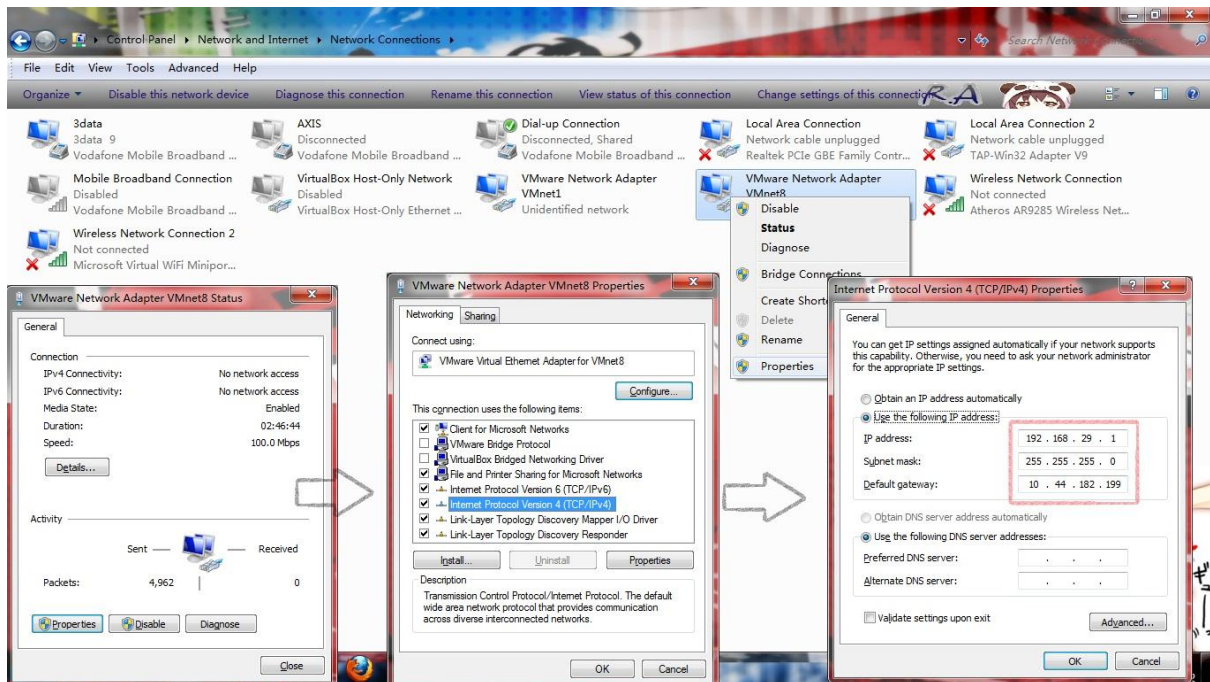 Control Panel ▸ Network and Internet ▸ Network Connections ▸
File Edit View Tools Advanced Help
Organize Disable this network device Diagnose this connection Rename this connection View status of this connection Change settings of this connection
R.A
3data
3data 9
Vodafone Mobile Broadband ...
AXIS
Disconnected
Vodafone Mobile Broadband ...
Dial-up Connection
Disconnected, Shared
Vodafone Mobile Broadband ...
Local Area Connection
Network cable unplugged
Realtek PCIe GBE Family Contr...
Local Area Connection 2
Network cable unplugged
TAP-Win32 Adapter V9
Mobile Broadband Connection
Disabled
Vodafone Mobile Broadband ...
VirtualBox Host-Only Network
Disabled
VirtualBox Host-Only Ethernet ...
VMware Network Adapter
VMnet1
Unidentified network
VMware Network Adapter
VMnet8
Wireless Network Connection
Not connected
Atheros AR9285 Wireless Net...
Wireless Network Connection 2
Not connected
Microsoft Virtual WiFi Minipor...
Disable
Status
Diagnose
Bridge Connections
Create Short
Delete
Rename
Properties
VMware Network Adapter VMnet8 Status
General
Connection
IPv4 Connectivity: No network access
IPv6 Connectivity: No network access
Media State: Enabled
Duration: 02:46:44
Speed: 100.0 Mbps
Details...
Activity
Sent — — Received
Packets: 4,962 0
Properties Disable Diagnose
Close
VMware Network Adapter VMnet8 Properties
Networking Sharing
Connect using:
VMware Virtual Ethernet Adapter for VMnet8
Configure...
This connection uses the following items:
Client for Microsoft Networks
VMware Bridge Protocol
VirtualBox Bridged Networking Driver
File and Printer Sharing for Microsoft Networks
Internet Protocol Version 6 (TCP/IPv6)
Internet Protocol Version 4 (TCP/IPv4)
Link-Layer Topology Discovery Mapper I/O Driver
Link-Layer Topology Discovery Responder
Install... Uninstall Properties
Description
Transmission Control Protocol/Internet Protocol. The default
wide area network protocol that provides communication
across diverse interconnected networks.
OK Cancel
Internet Protocol Version 4 (TCP/IPv4) Properties
General
You can get IP settings assigned automatically if your network supports
this capability. Otherwise, you need to ask your network administrator
for the appropriate IP settings.
Obtain an IP address automatically
Use the following IP address:
IP address: 192 . 168 . 29 . 1
Subnet mask: 255 . 255 . 255 . 0
Default gateway: 10 . 44 . 182 . 199
Obtain DNS server address automatically
Use the following DNS server addresses:
Preferred DNS server: . . .
Alternate DNS server: . . .
Validate settings upon exit
Advanced...
OK Cancel